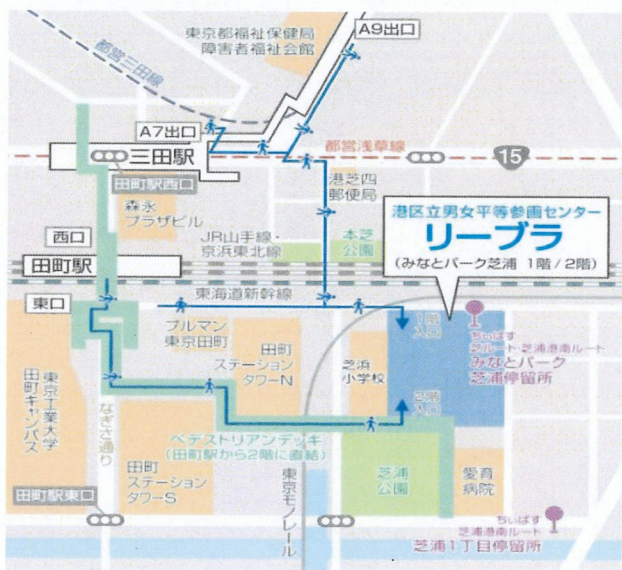 A9出口
東京都福祉保健局
障害者福祉会館
都営三田線
A7出口
三田駅
都営浅草線
15
田町駅西口
港芝四
郵便局
森永
プラザビル
港区立男女平等参画センター
リーブラ
(みなとパーク芝浦 1階/2階)
西口
JR山手線・
京浜東北線
本芝
公園
田町駅
東海道新幹線
東口
プルマン
東京田町
1階
入口
ちぃばす
芝ルート・芝浦港南ルート
みなとパーク
芝浦停留所
田町
ステーション
タワーN
芝浜
小学校
東京工業大学
田町キャンパス
なぎさ通り
2階
入口
ペデストリアンデッキ
(田町駅から2階に直結)
田町
ステーション
タワーS
東京モノレール
芝浦
公園
愛育
病院
田町駅東口
ちぃばす
芝浦港南ルート
芝浦1丁目停留所